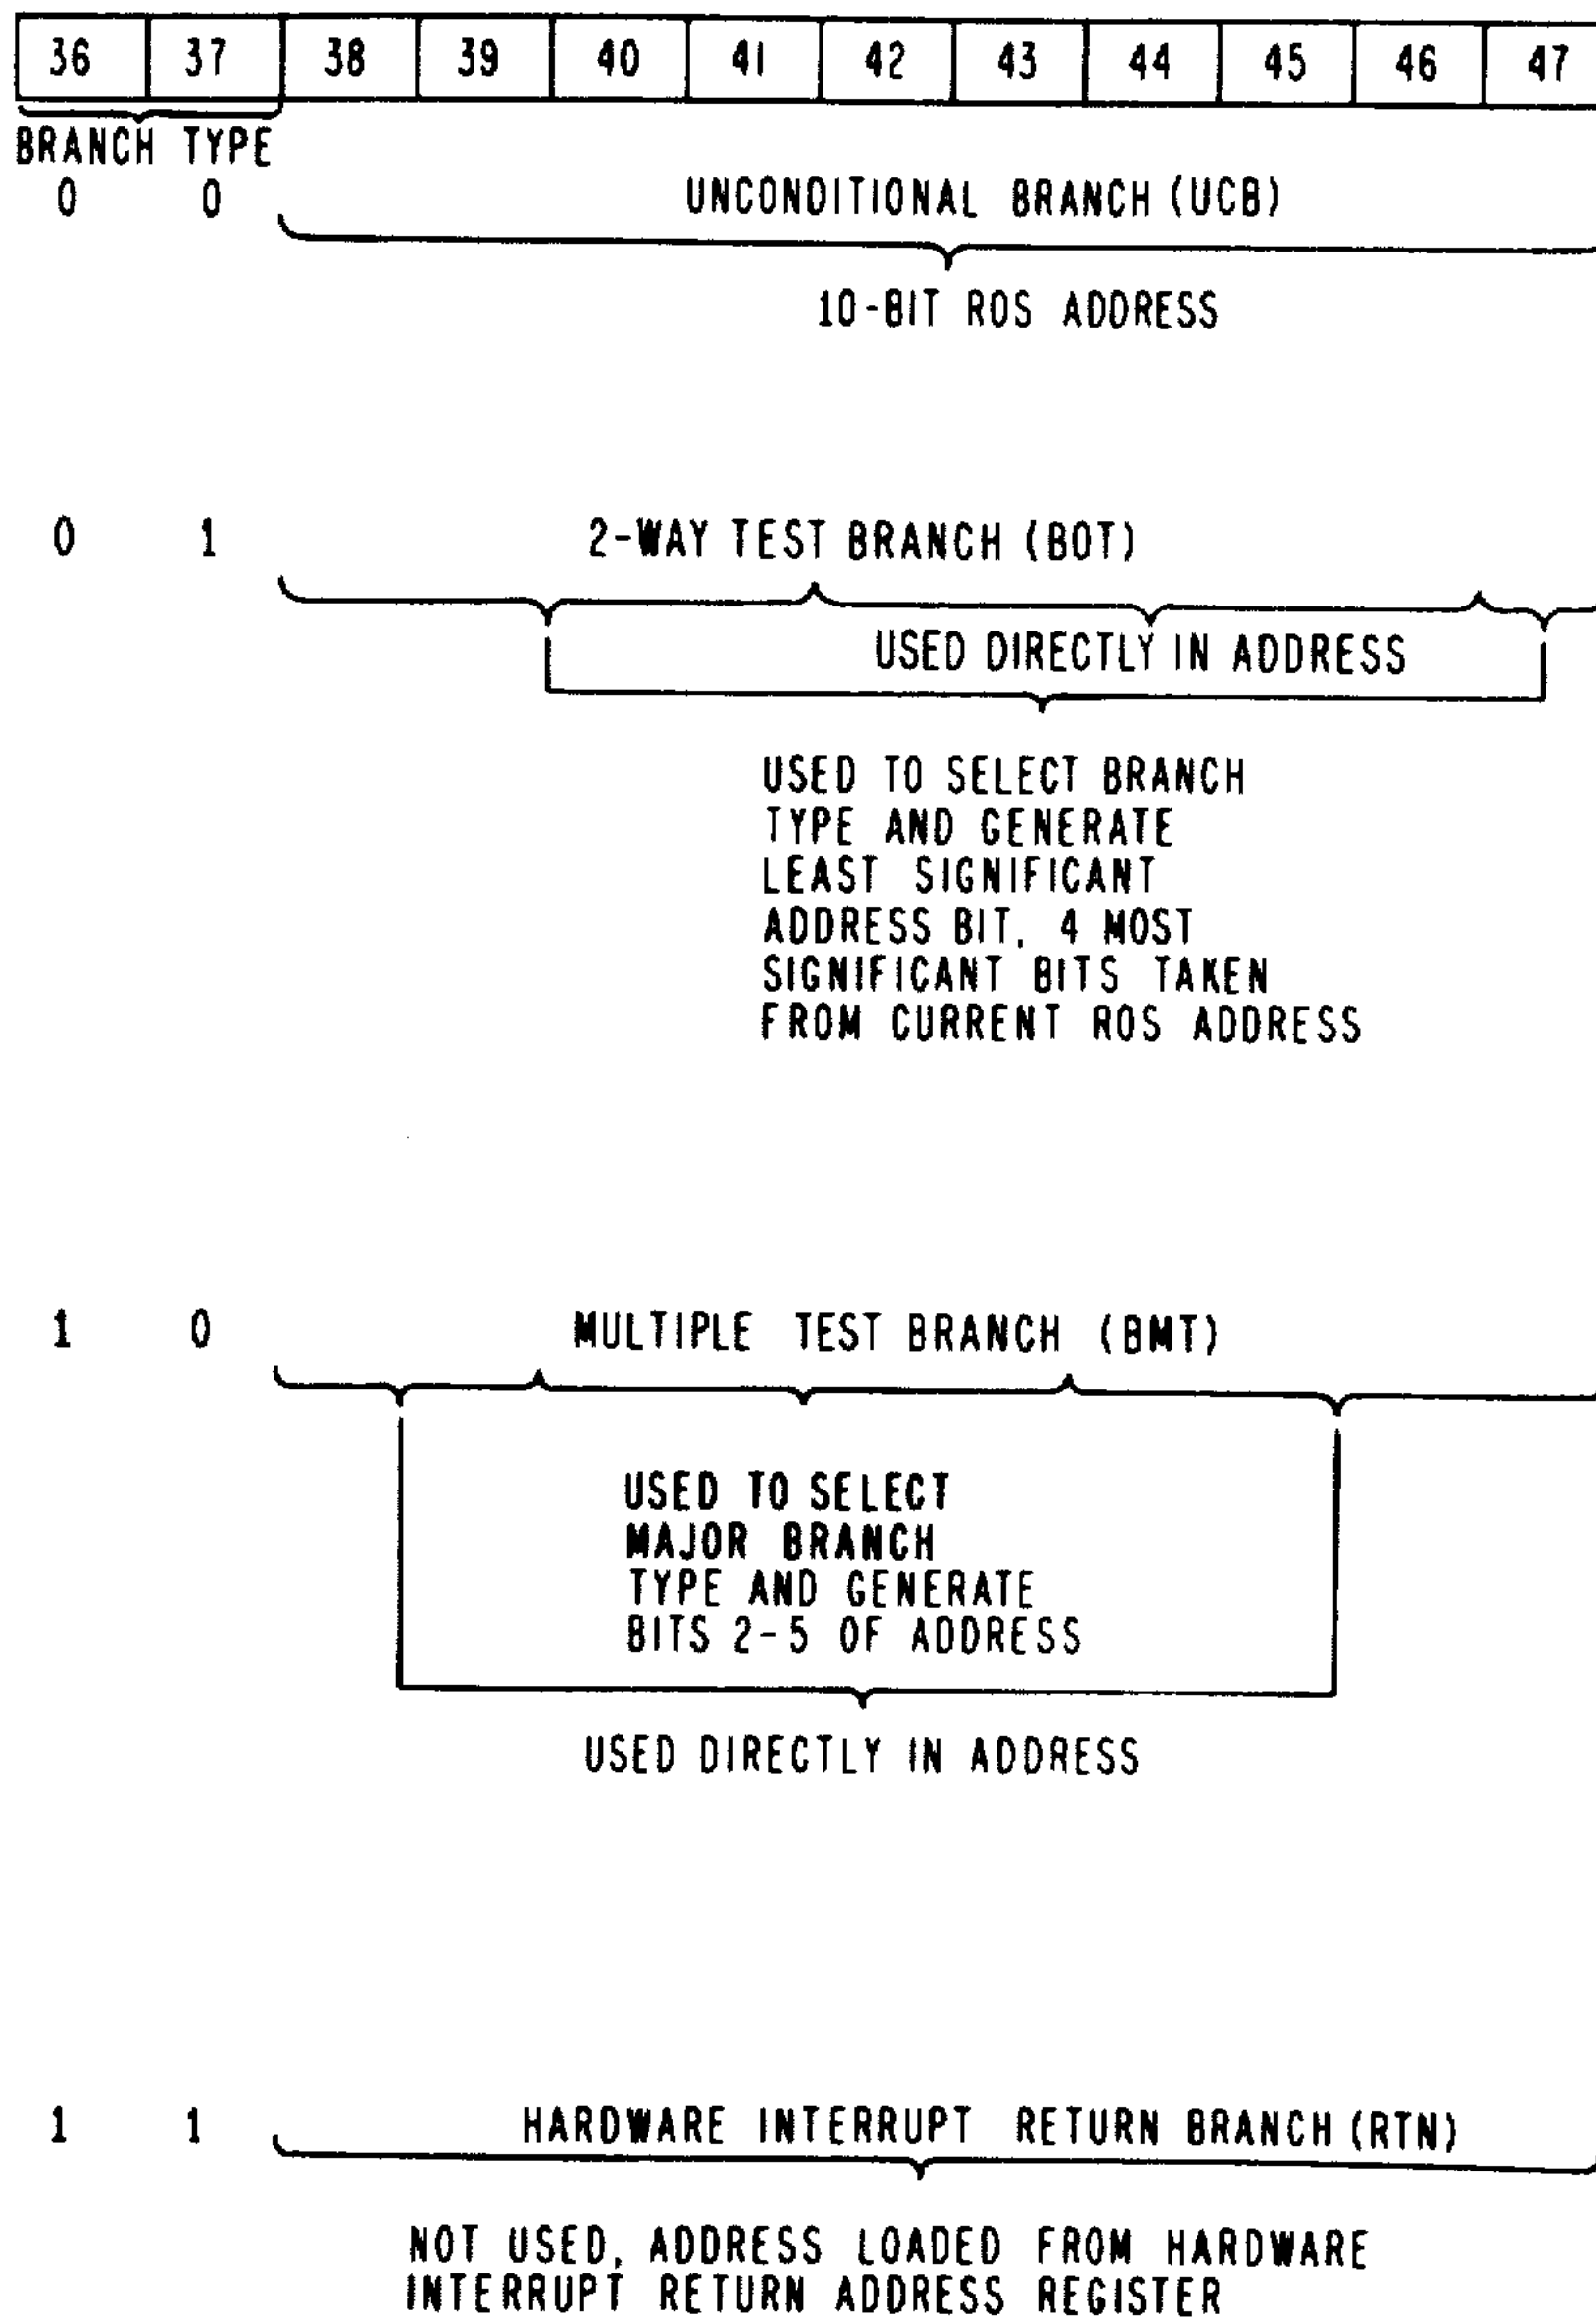 36 37 38 39 40 41 42 43 44 45 46 47
BRANCH TYPE
0 0 UNCONDITIONAL BRANCH (UCB)
10-BIT ROS ADDRESS
0 1 2-WAY TEST BRANCH (BOT)
USED DIRECTLY IN ADDRESS
USED TO SELECT BRANCH
TYPE AND GENERATE
LEAST SIGNIFICANT
ADDRESS BIT. 4 MOST
SIGNIFICANT BITS TAKEN
FROM CURRENT ROS ADDRESS
1 0 MULTIPLE TEST BRANCH (BMT)
USED TO SELECT
MAJOR BRANCH
TYPE AND GENERATE
BITS 2-5 OF ADDRESS
USED DIRECTLY IN ADDRESS
1 1 HARDWARE INTERRUPT RETURN BRANCH (RTN)
NOT USED, ADDRESS LOADED FROM HARDWARE
INTERRUPT RETURN ADDRESS REGISTER